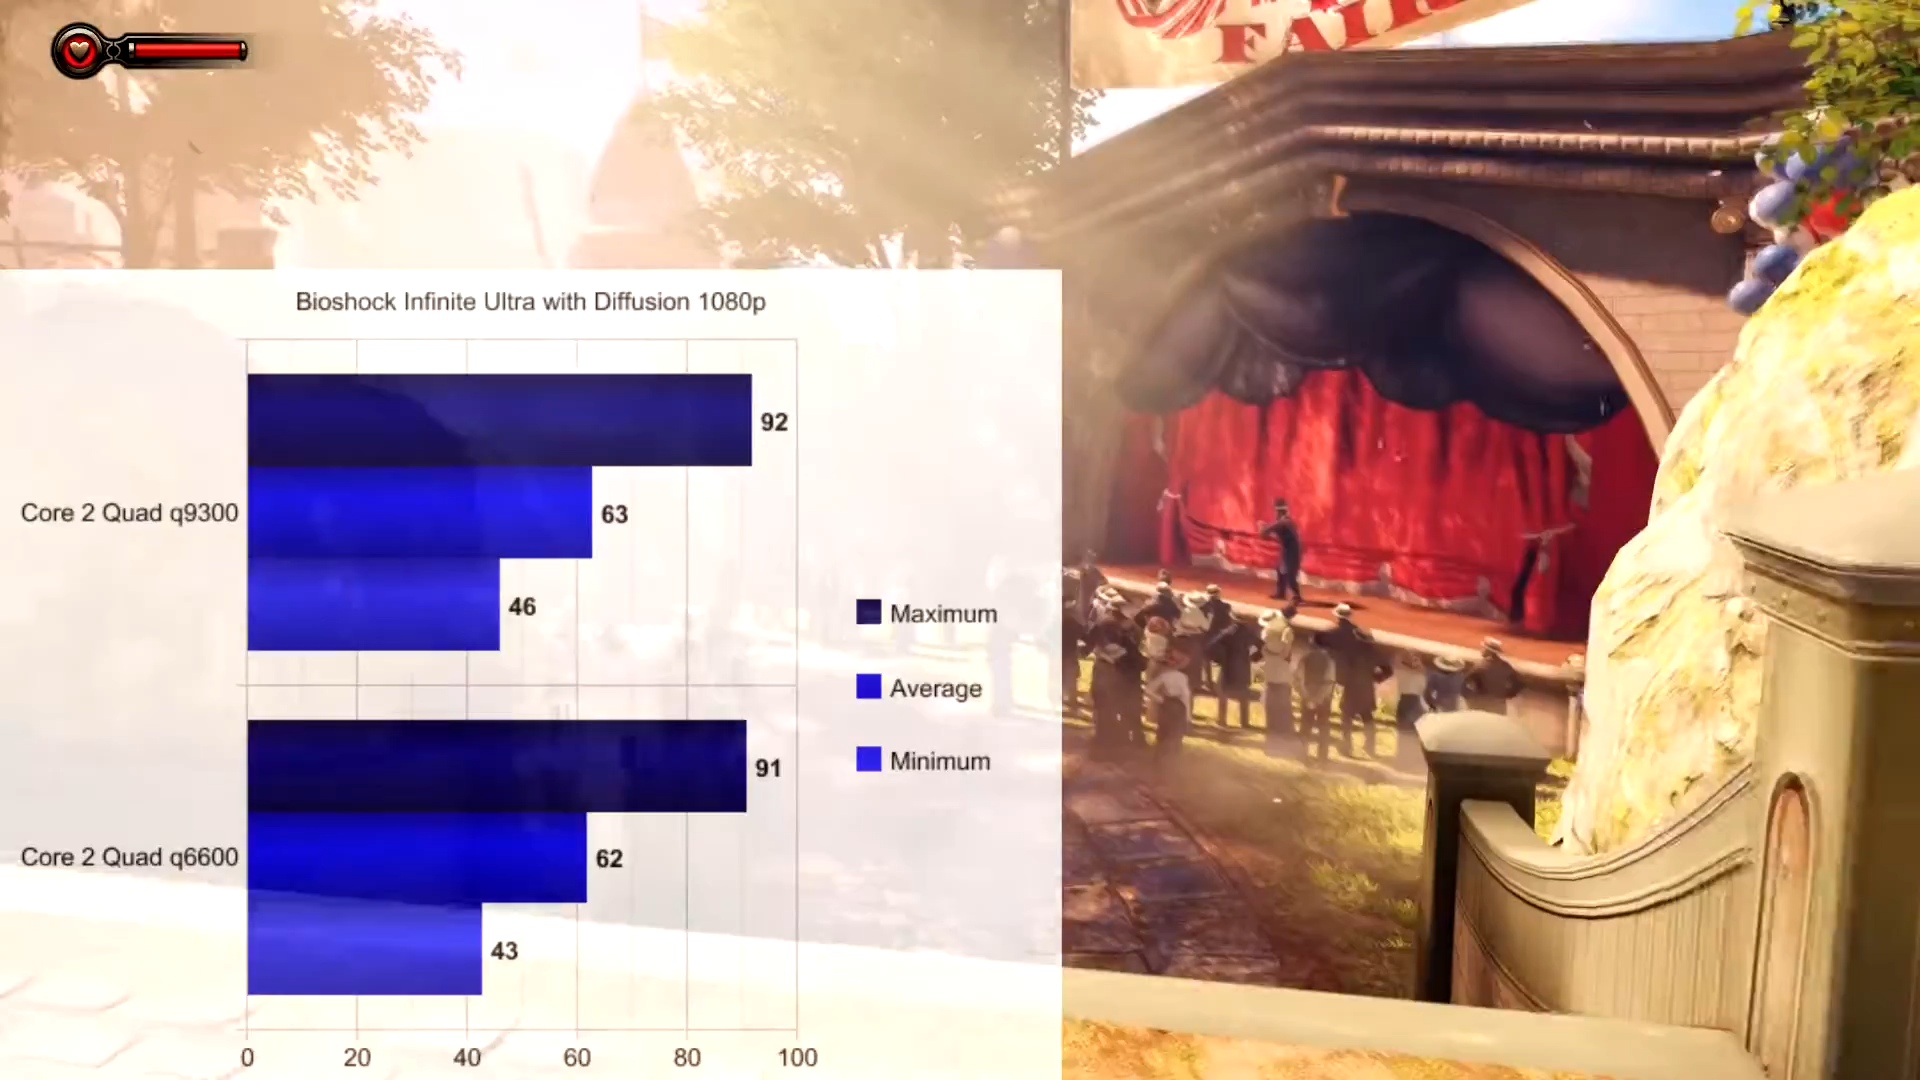 FAIR
Bioshock Infinite Ultra with Diffusion 1080p
92
Core 2 Quad q9300
63
46
Maximum
Average
Minimum
91
Core 2 Quad q6600
62
43
0 20 40 60 80 100